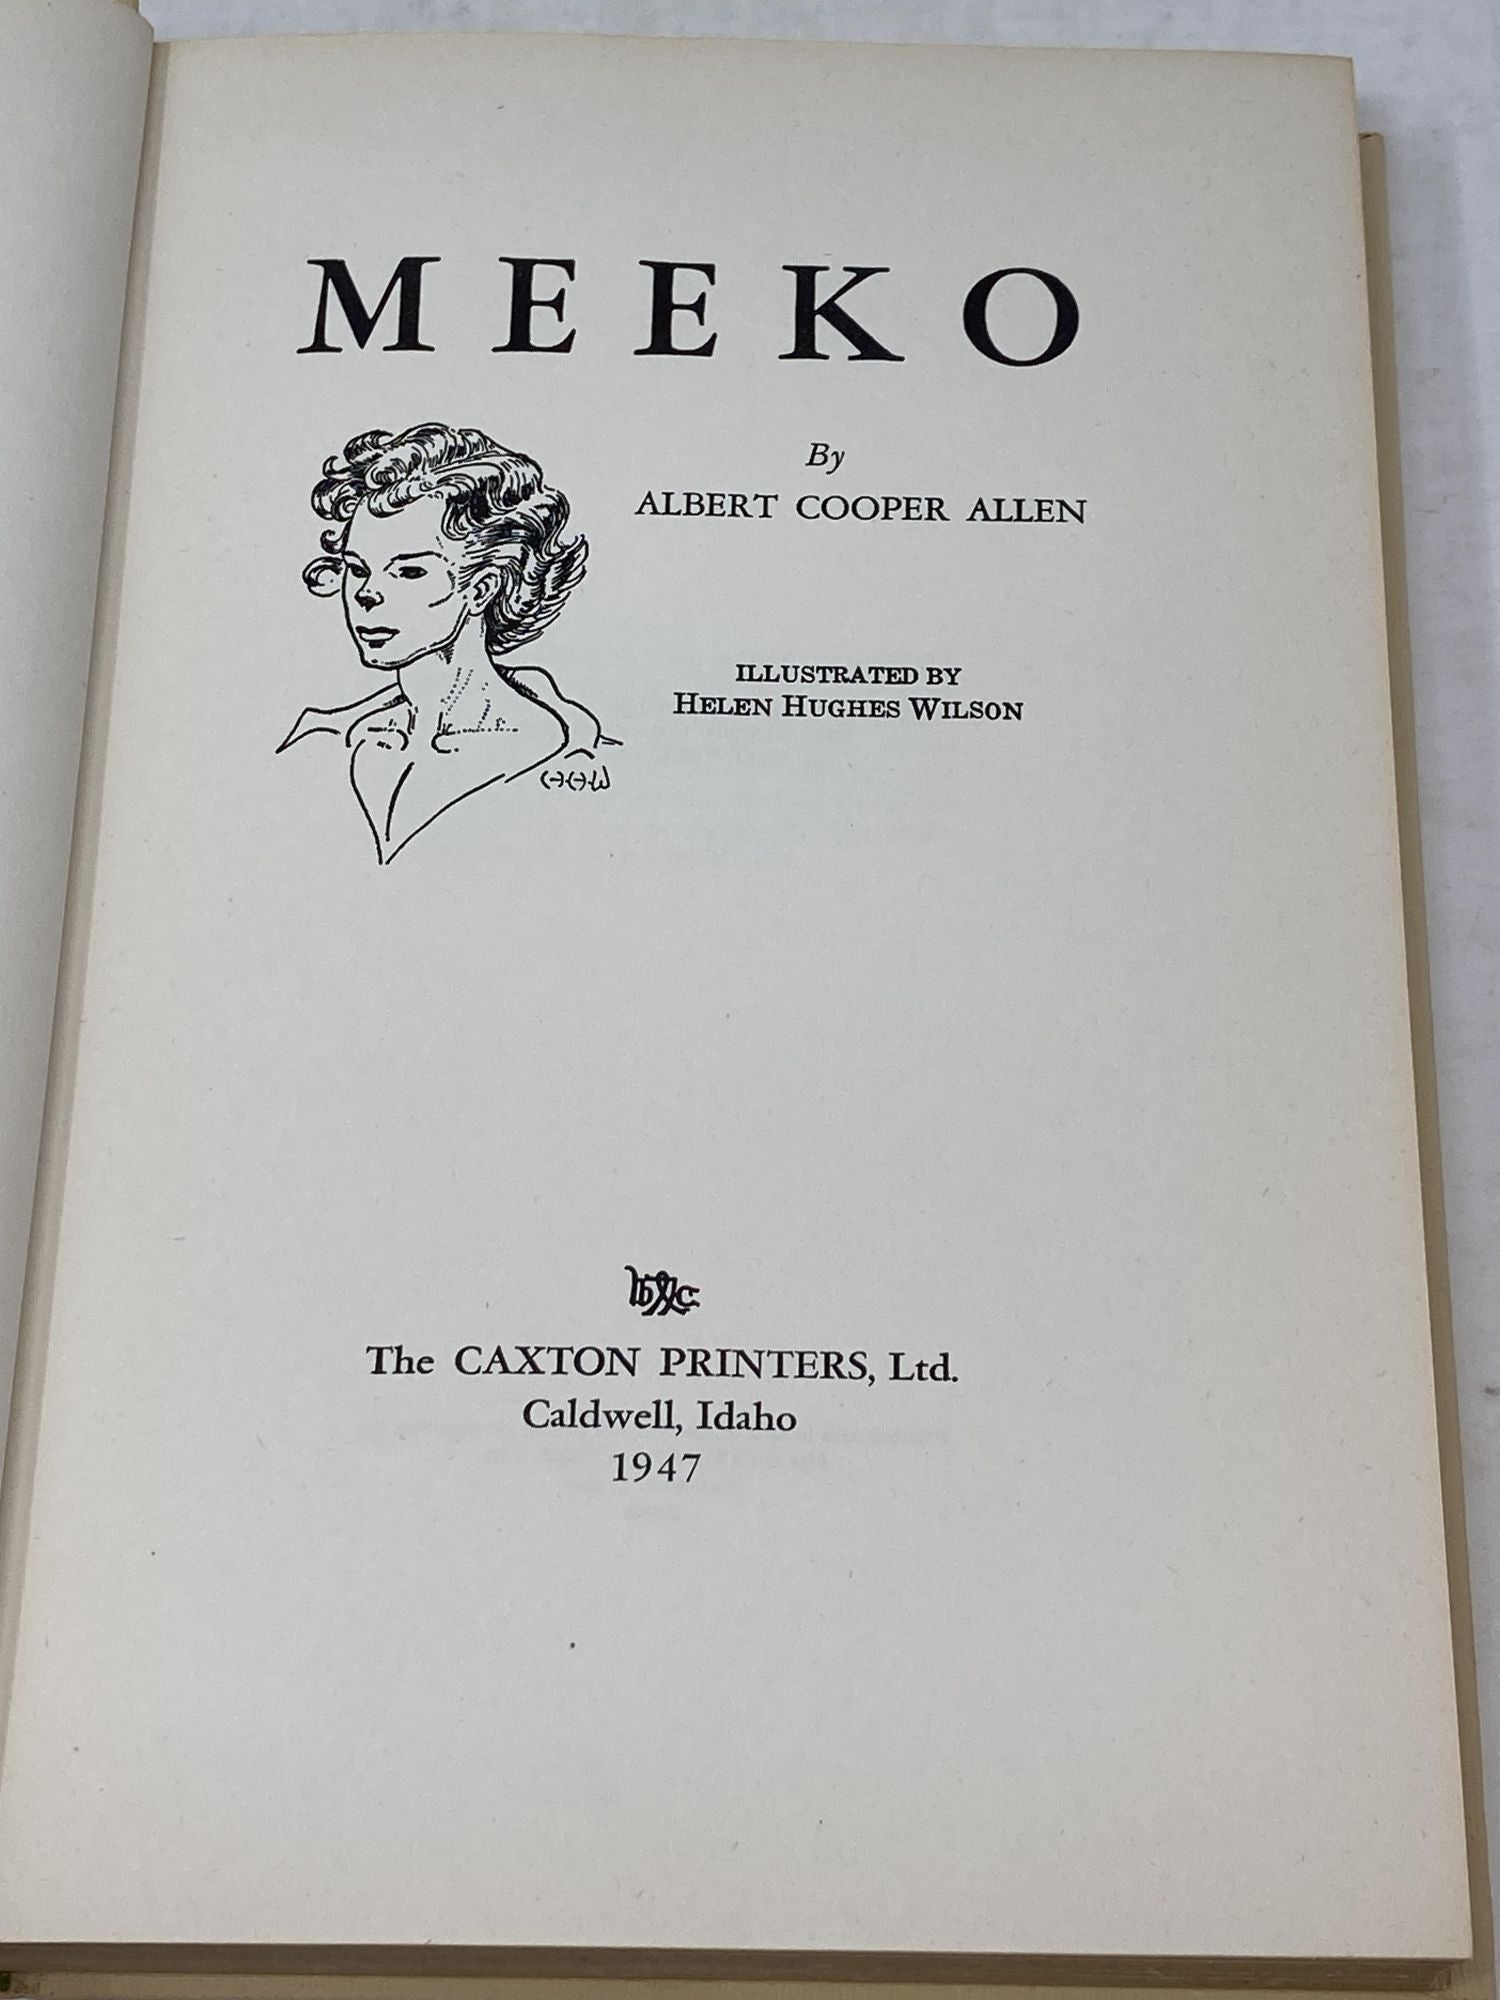 MEEKO
By
ALBERT COOPER ALLEN
ILLUSTRATED BY
HELEN HUGHES WILSON
HHW
The CAXTON PRINTERS, Ltd.
Caldwell, Idaho
1947